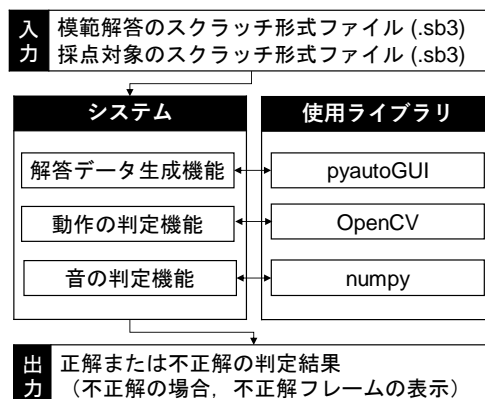 入力
模範解答のスクラッチ形式ファイル (.sb3)
採点対象のスクラッチ形式ファイル (.sb3)
システム
使用ライブラリ
解答データ生成機能
pyautoGUI
動作の判定機能
OpenCV
音の判定機能
numpy
出力
正解または不正解の判定結果
（不正解の場合，不正解フレームの表示）